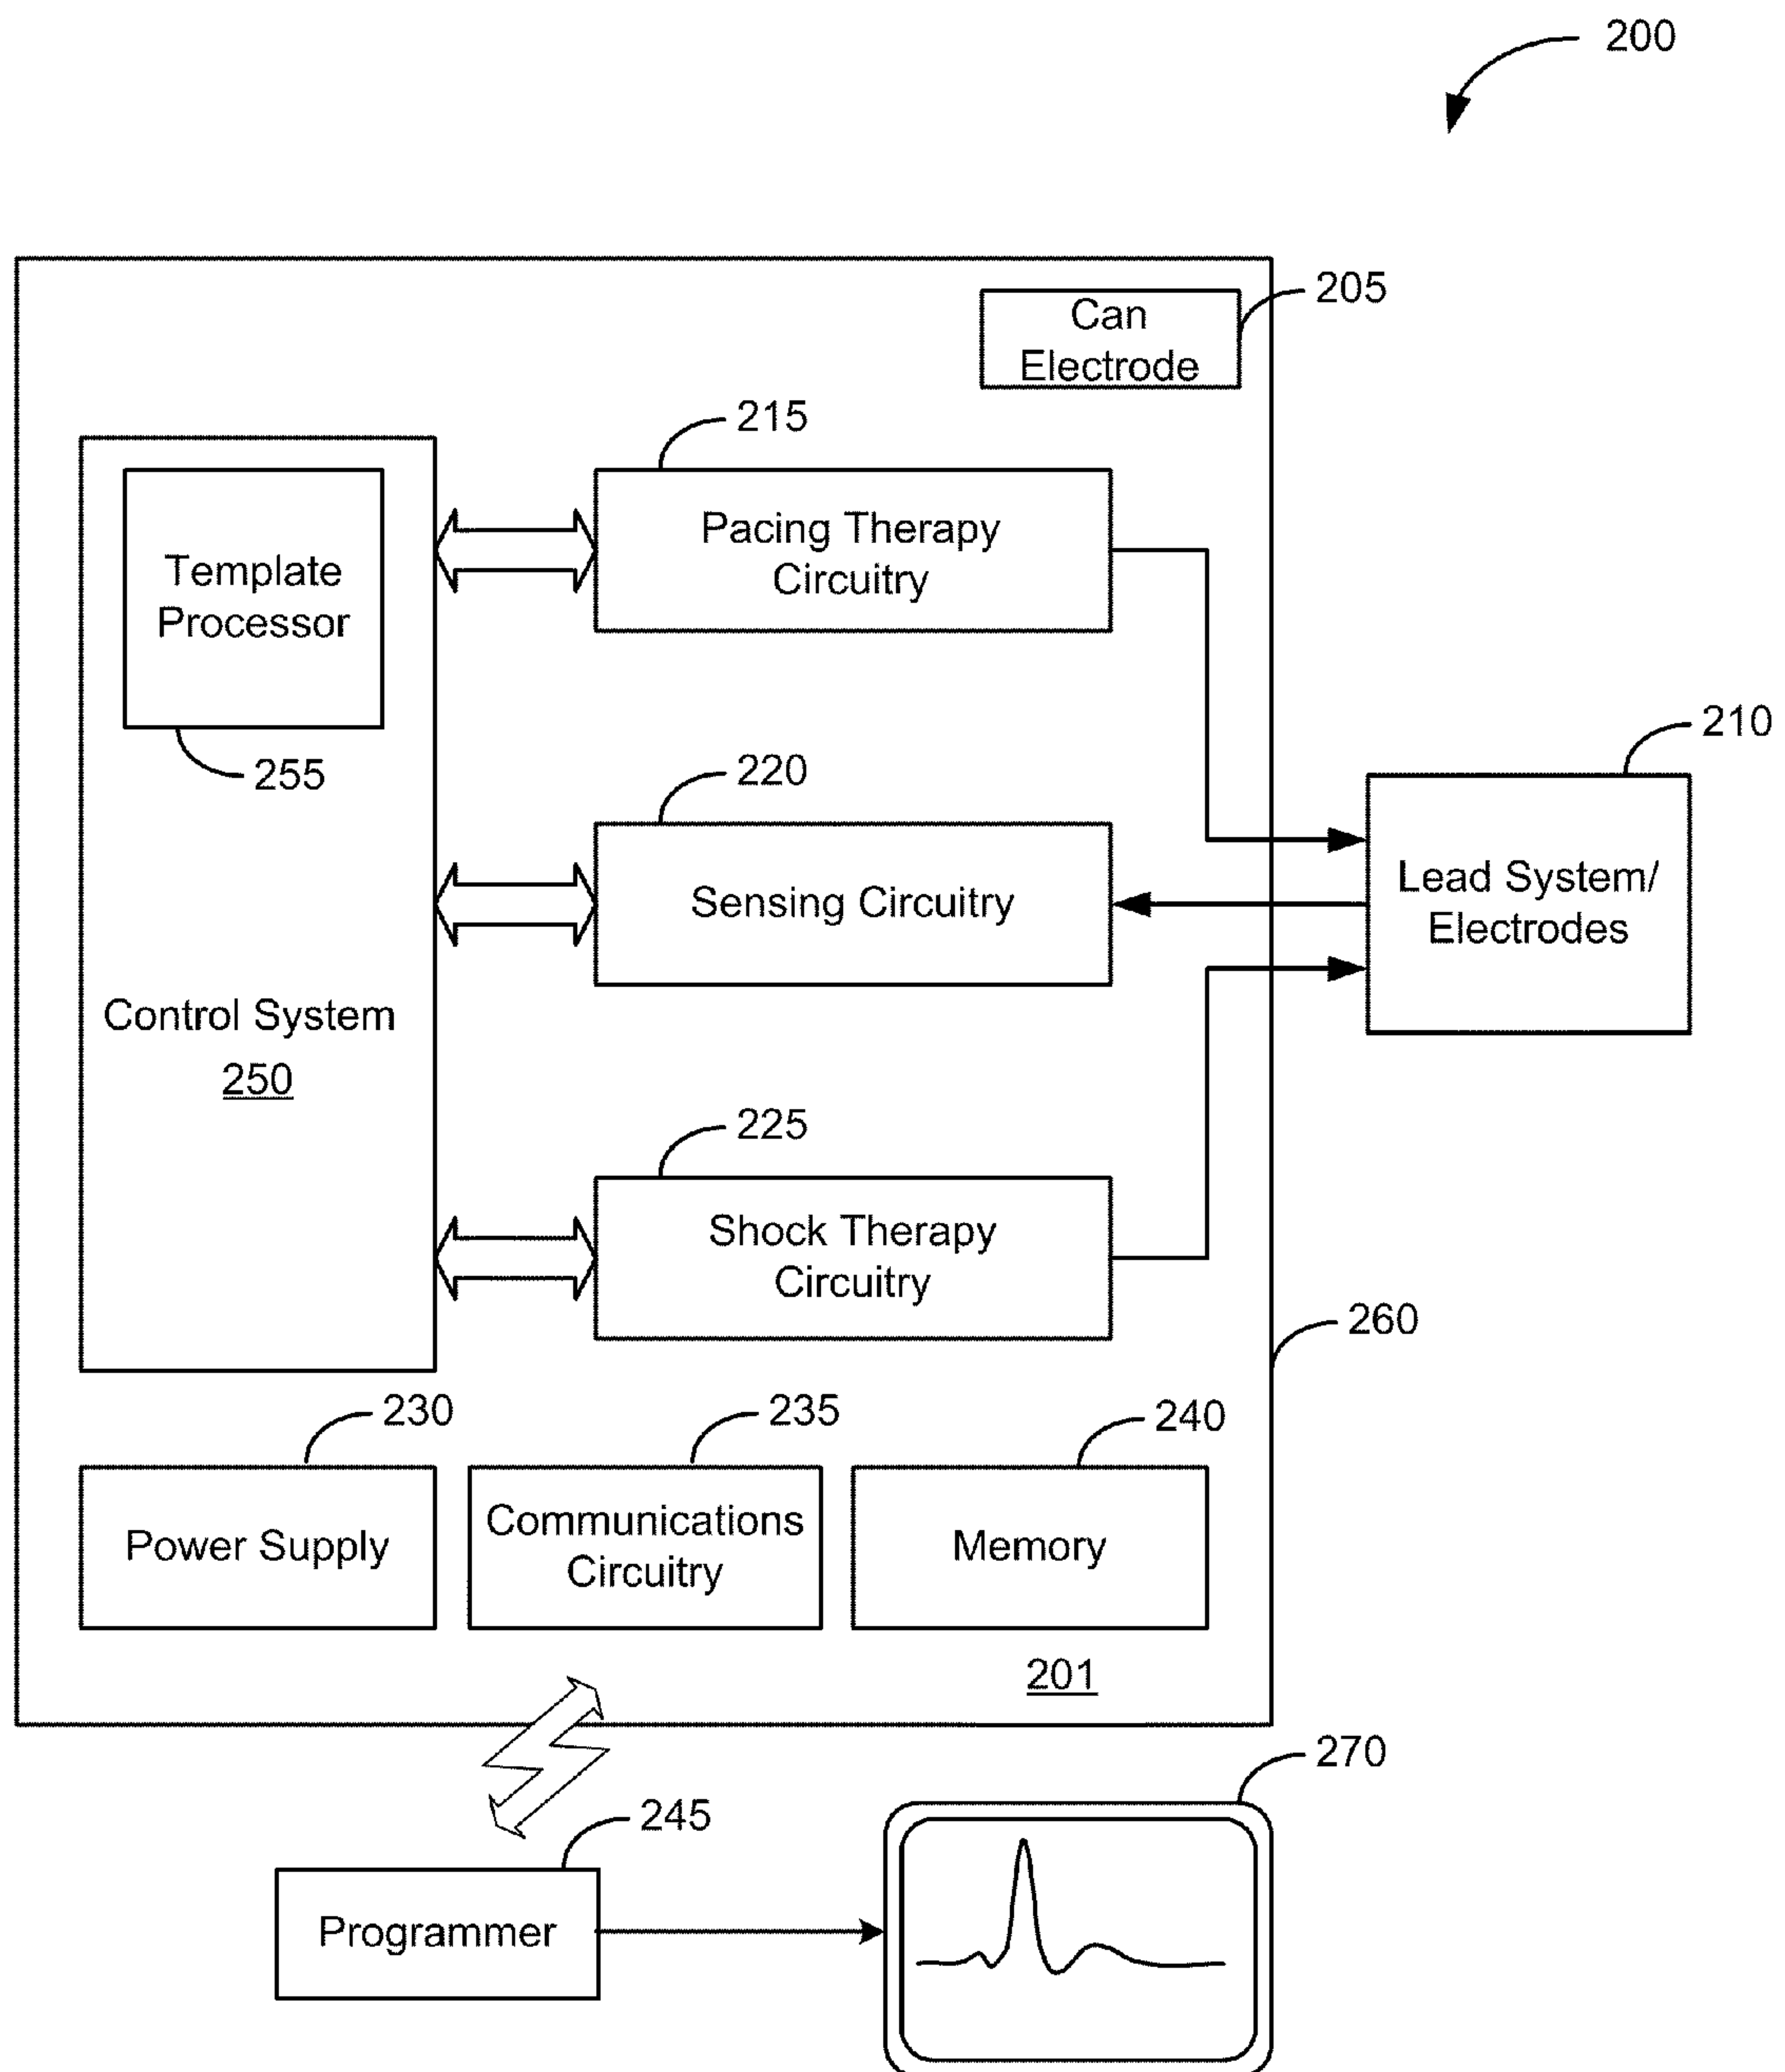 200
205
Can
Electrode
215
Pacing Therapy
Circuitry
Template
Processor
255
220
210
Sensing Circuitry
Lead System/
Electrodes
Control System
250
225
Shock Therapy
Circuitry
260
230
235
240
Power Supply
Communications
Circuitry
Memory
201
270
245
Programmer